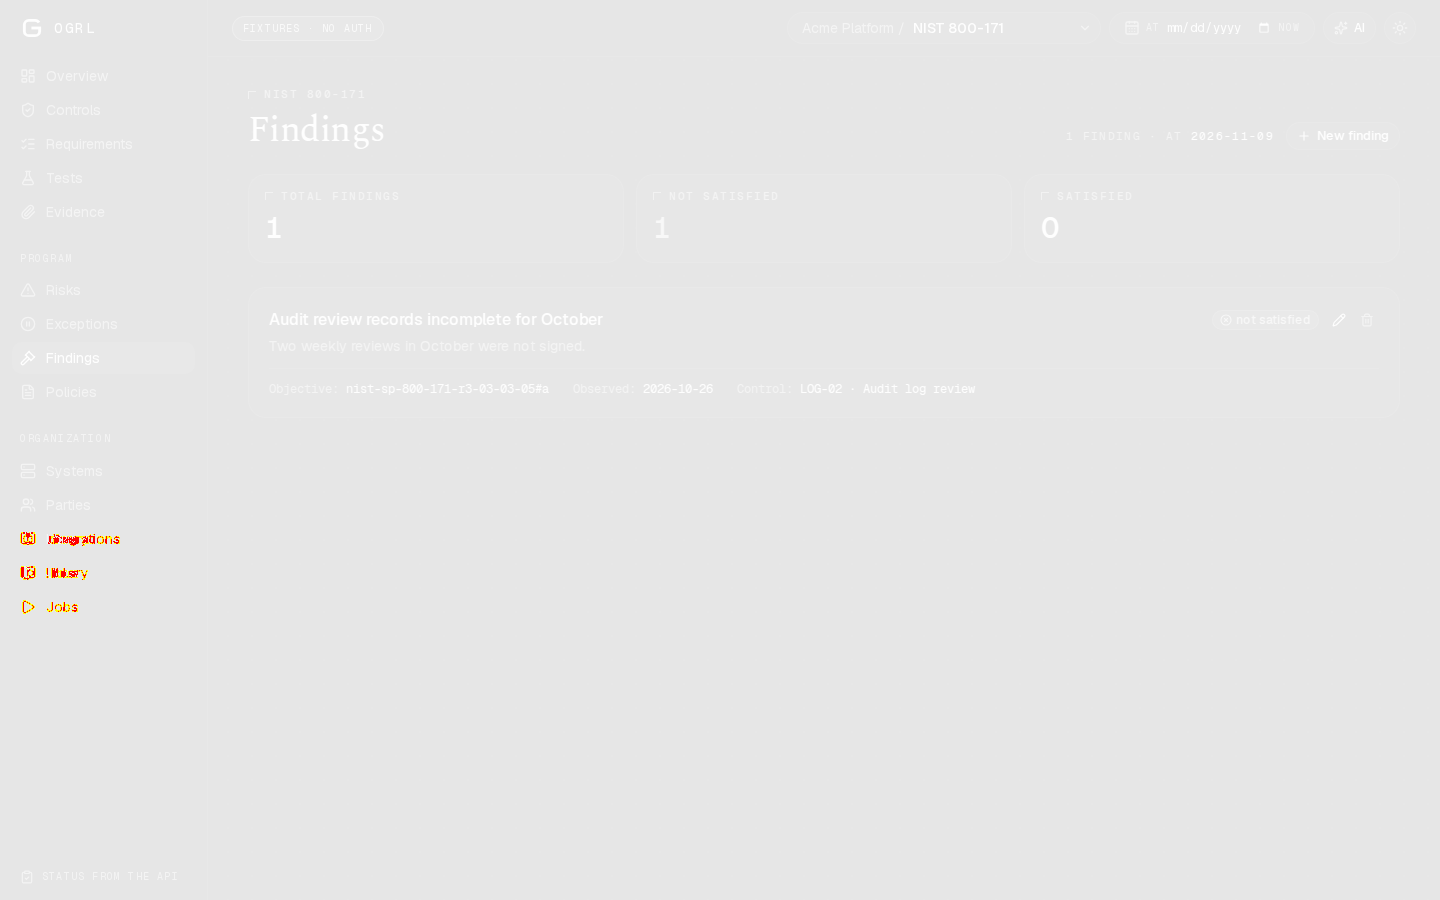 OGRL
FIXTURES NO AUTH
Acme Platform / NIST 800-171
AT mm/dd/yyyy NOW
AI
Overview
Controls
Requirements
Tests
Evidence
PROGRAM
Risks
Exceptions
Findings
Policies
ORGANIZATION
Systems
Parties
Jobs
STATUS FROM THE API
NIST 800-171
Findings
1 FINDING · AT 2026-11-09
New finding
TOTAL FINDINGS
1
NOT SATISFIED
1
SATISFIED
0
Audit review records incomplete for October
not satisfied
Two weekly reviews in October were not signed.
Objective: nist-sp-800-171-r3-03-03-05#a Observed: 2026-10-26 Control: LOG-02 · Audit log review